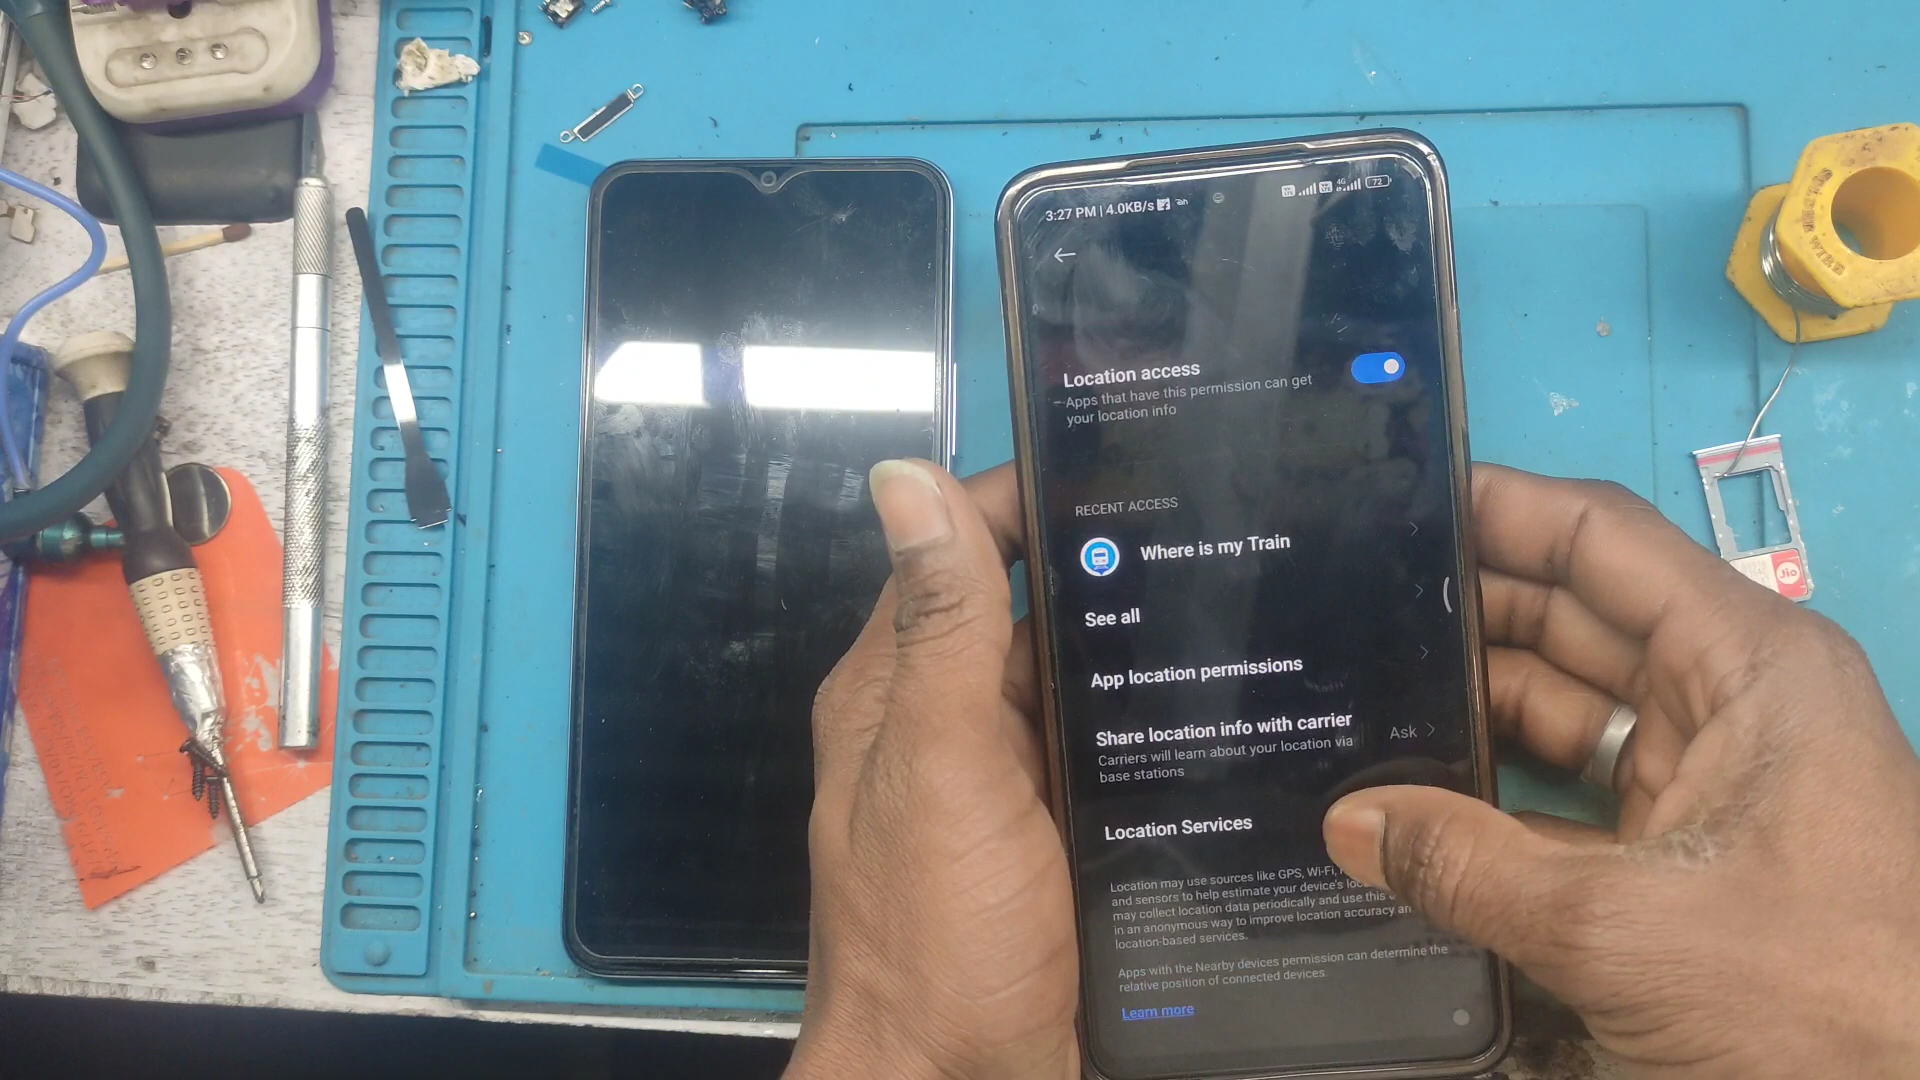 3:27 PM | 4.0KB/s
4G
72
Location access
Apps that have this permission can get
your location info
RECENT ACCESS
Where is my Train
See all
App location permissions
Share location info with carrier
Carriers will learn about your location via
base stations
Ask
Location Services
Location may use sources like GPS, Wi-Fi,
and sensors to help estimate your device's loc
may collect location data periodically and use this
in an anonymous way to improve location accuracy an
location-based services.
Apps with the Nearby devices permission can determine the
relative position of connected devices.
Learn more
Jio